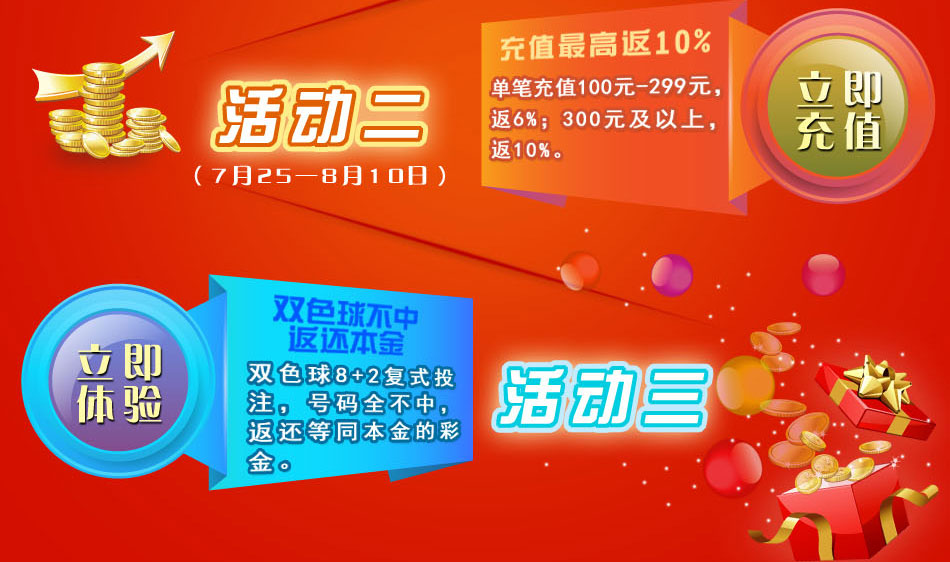 活动二
（7月25—8月10日）
充值最高返10%
单笔充值100元-299元，
返6%；300元及以上，
返10%。
立即
充值
立即
体验
双色球不中
返还本金
双色球8+2复式投
注，号码全不中，
返还等同本金的彩
金。
活动三